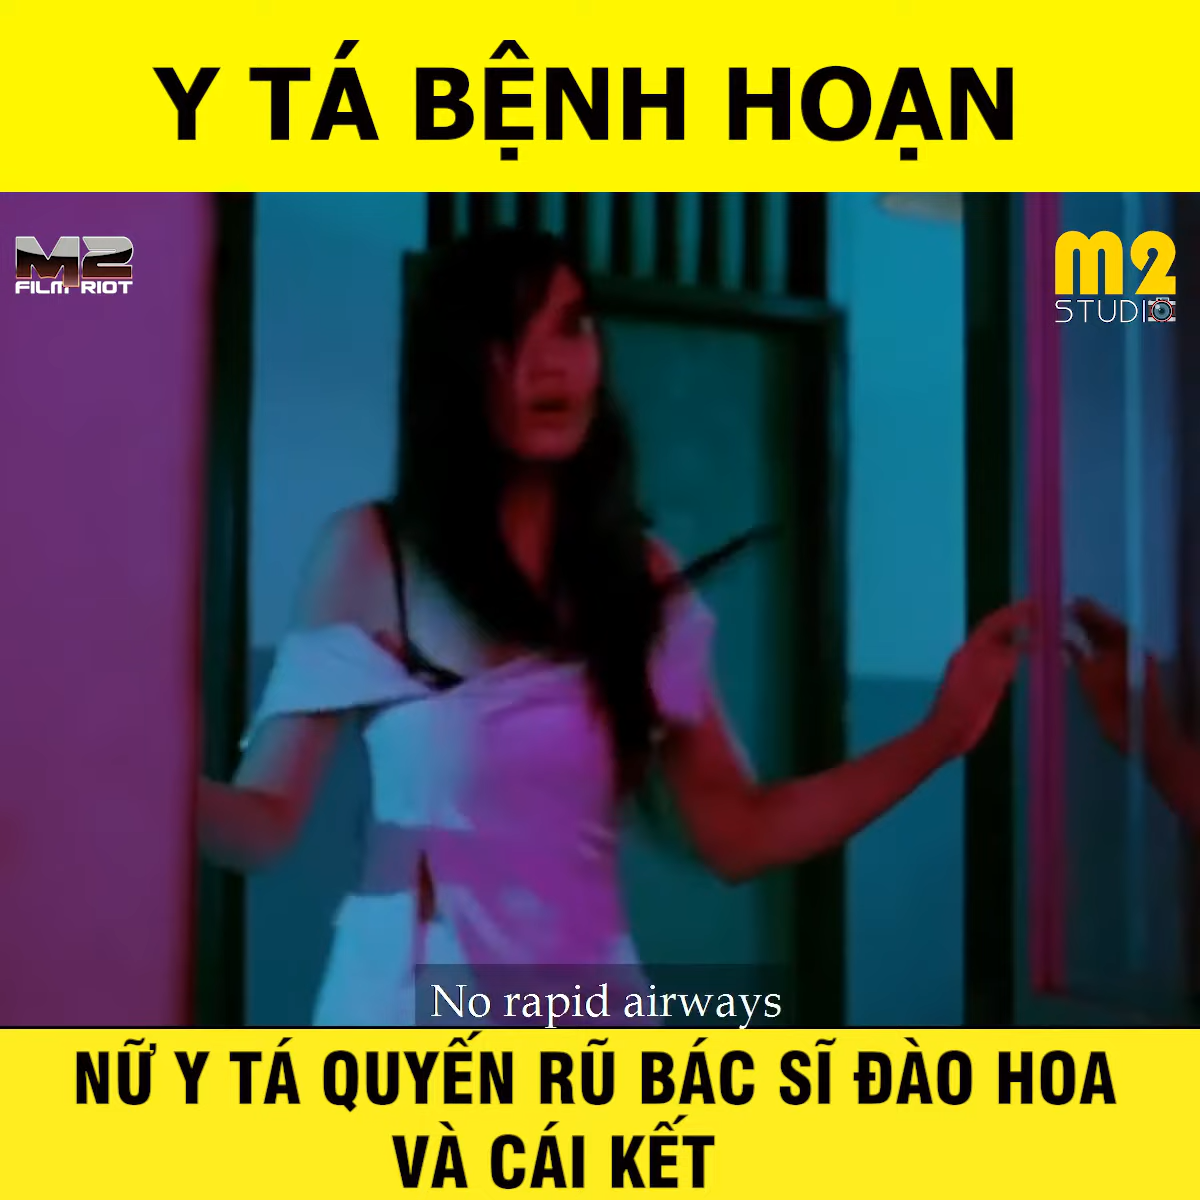 Y TÁ BỆNH HOẠN
M2
FILM RIOT
m2
STUDIO
No rapid airways
NỮ Y TÁ QUYẾN RŨ BÁC SĨ ĐÀO HOA
VÀ CÁI KẾT